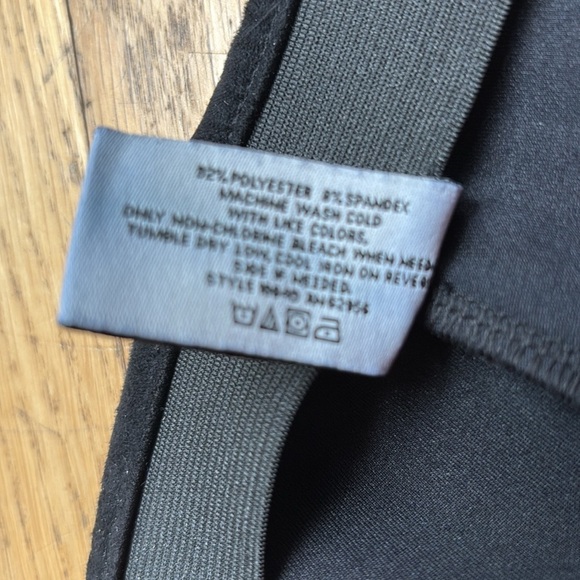 92% POLYESTER 8% SPANDEX
MACHINE WASH COLD
WITH LIKE COLORS,
ONLY NON-CHLORINE BLEACH WHEN
TUMBLE DRY LOW, COOL IRON ON
SIDE IF NEEDED.
STYLE